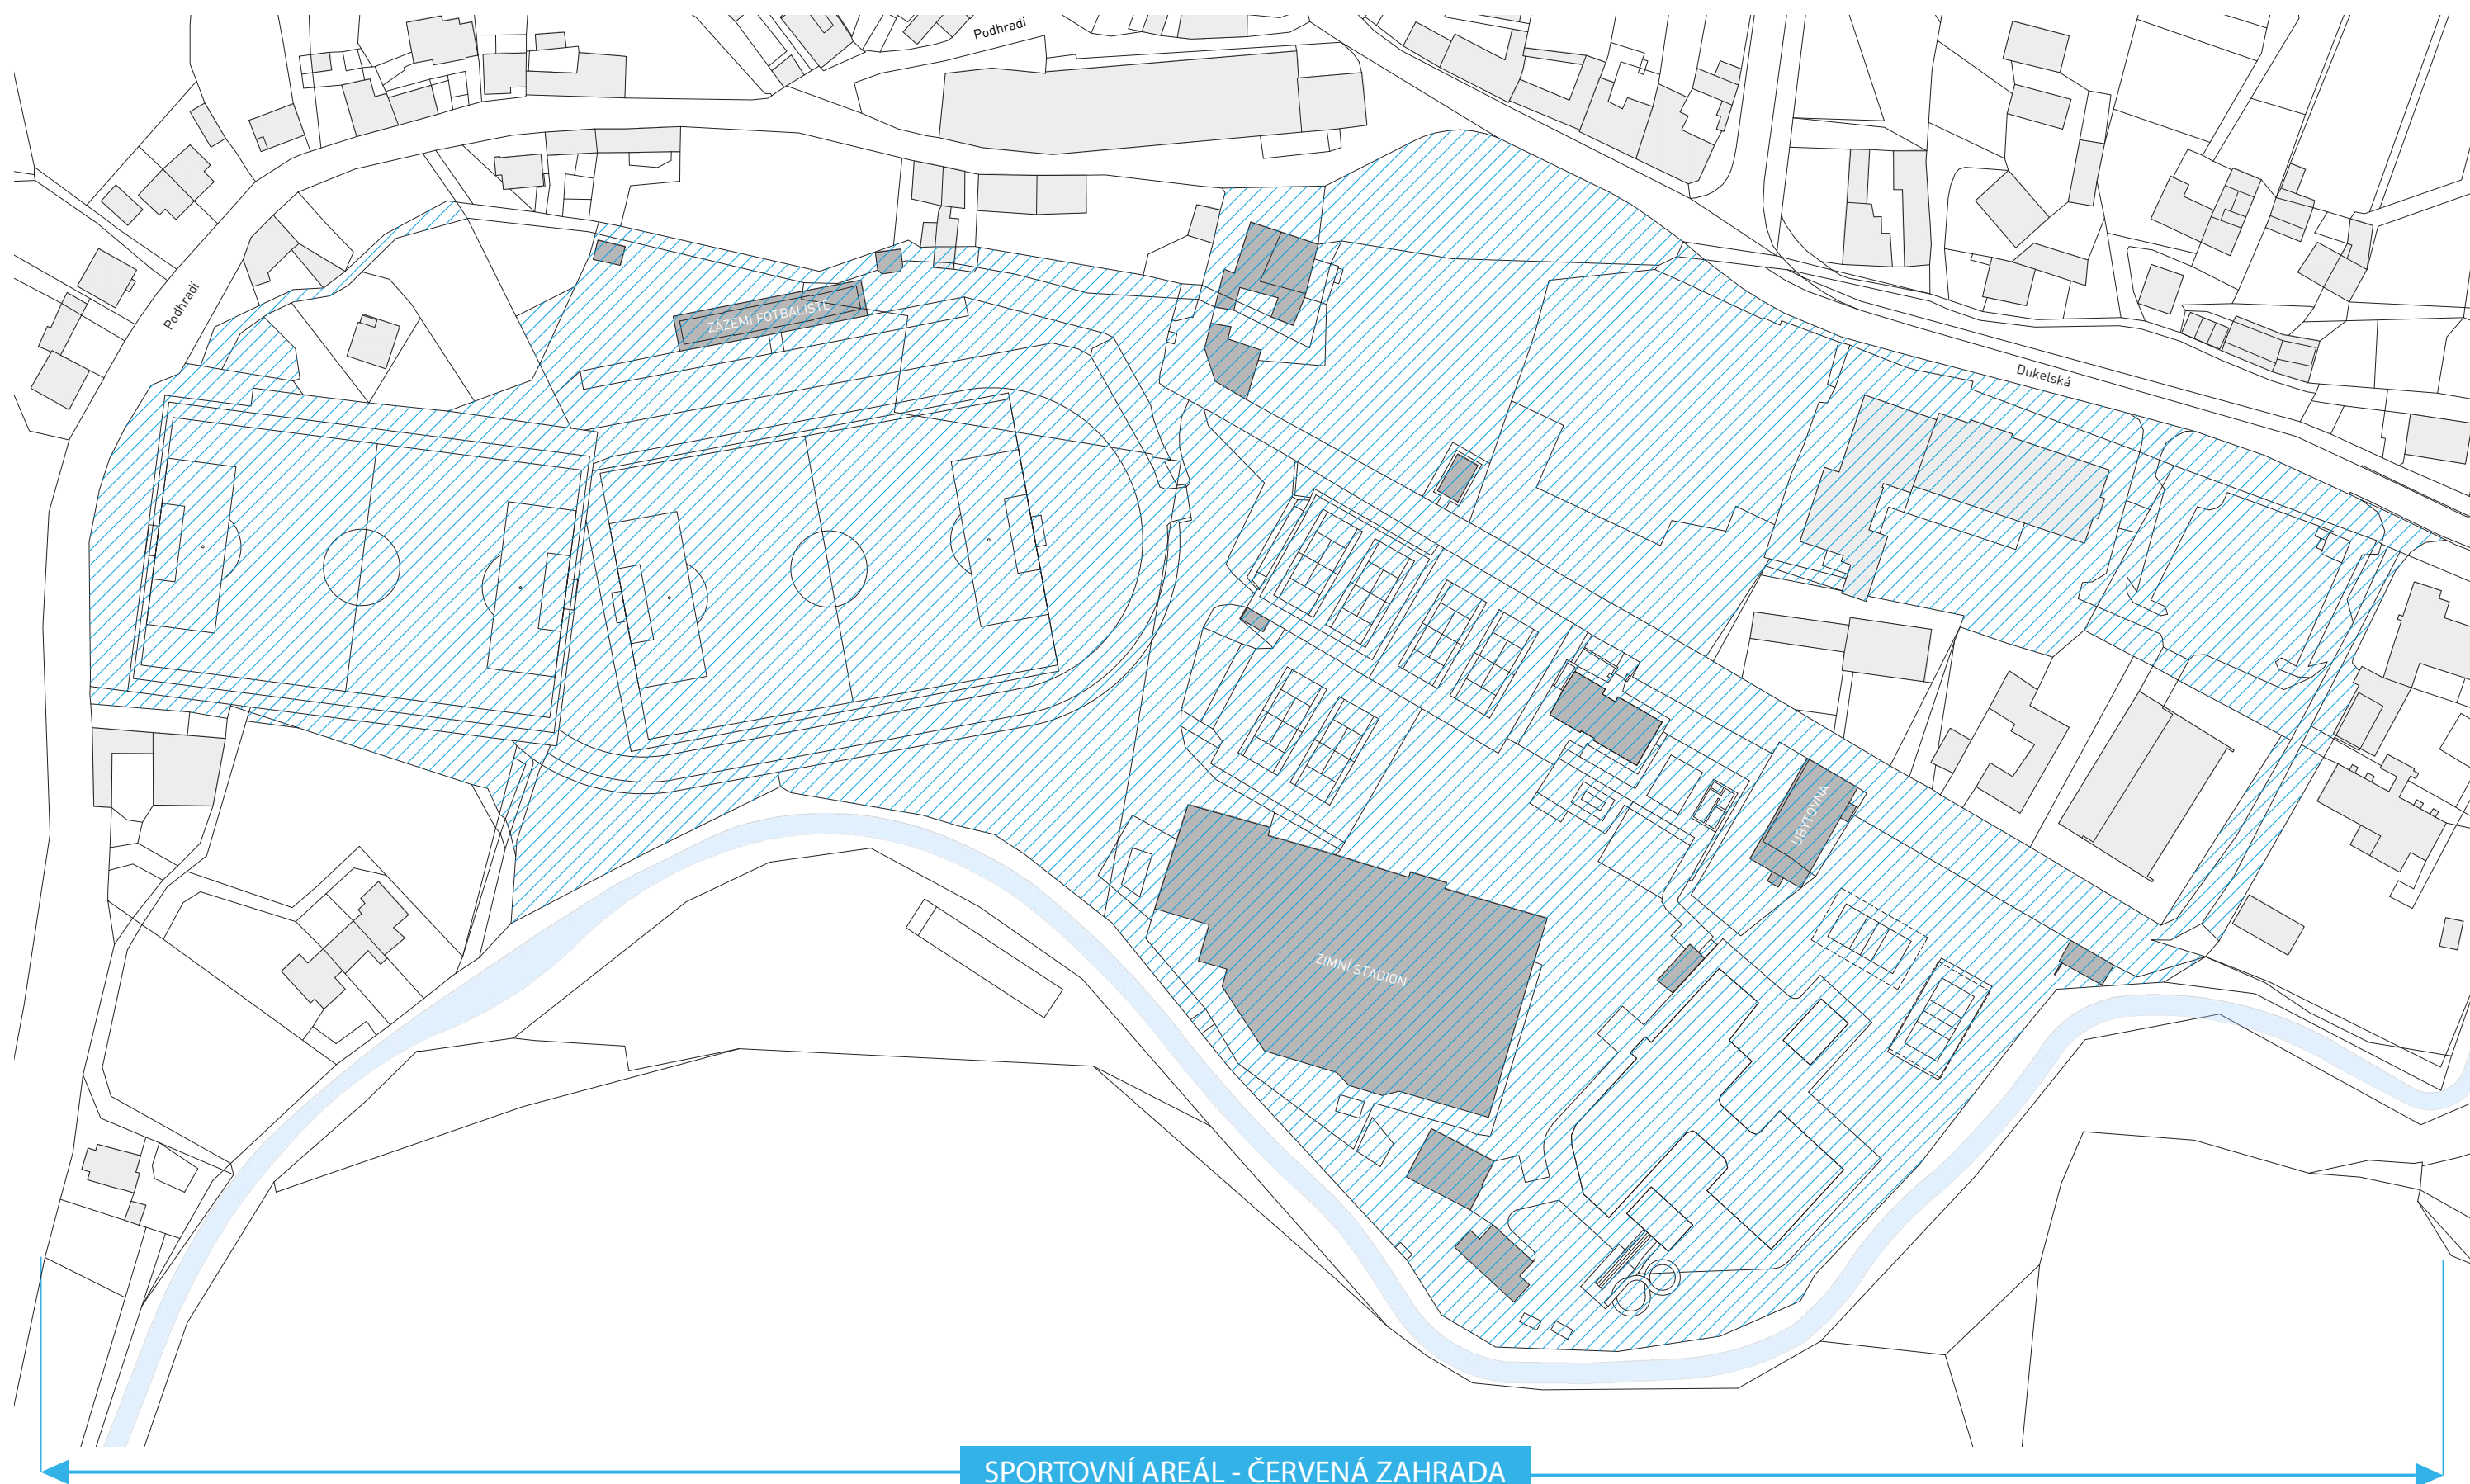 Podhradí
Podhradí
ZÁZEMÍ FOTBALISTÉ
Dukelská
UBYTOVNA
ZIMNÍ STADION
SPORTOVNÍ AREÁL - ČERVENÁ ZAHRADA